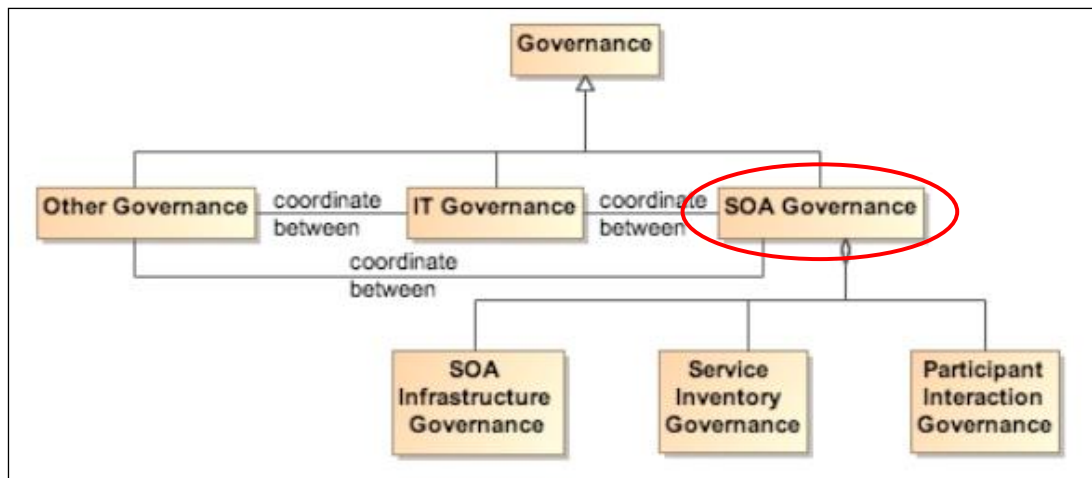 Governance
Other Governance
coordinate
between
IT Governance
coordinate
between
SOA Governance
coordinate
between
SOA
Infrastructure
Governance
Service
Inventory
Governance
Participant
Interaction
Governance